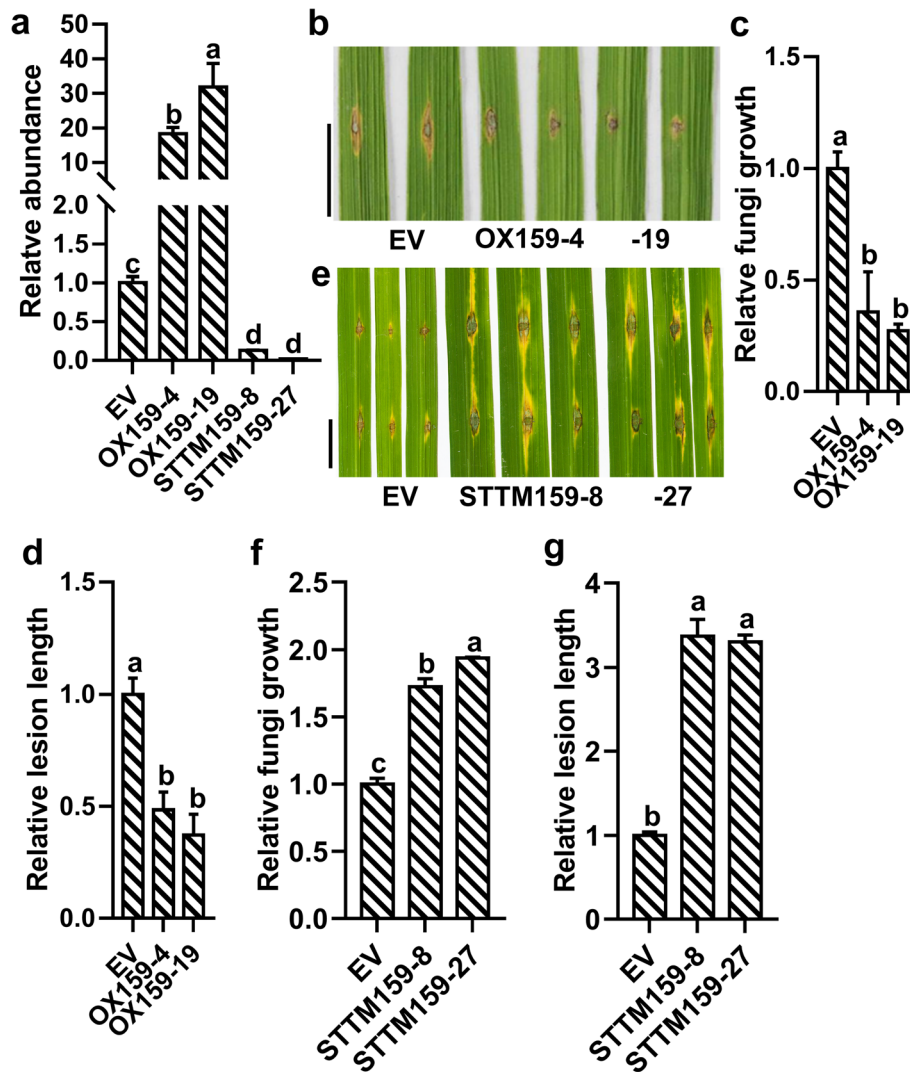 a
Relatve abundance
50
40
30
20
10
2.0
1.5
1.0
0.5
0.0
c
b
a
d
d
EV
OX159-4
OX159-19
STTM159-8
STTM159-27
b
EV OX159-4 -19
e
EV STTM159-8 -27
c
Relatve fungi growth
1.5
1.0
0.5
0.0
a
b
b
EV
OX159-4
OX159-19
d
Relative lesion length
1.5
1.0
0.5
0.0
a
b
b
EV
OX159-4
OX159-19
f
Relative fungi growth
2.5
2.0
1.5
1.0
0.5
0.0
c
b
a
EV
STTM159-8
STTM159-27
g
Relative lesion length
4
3
2
1
0
b
a
a
EV
STTM159-8
STTM159-27